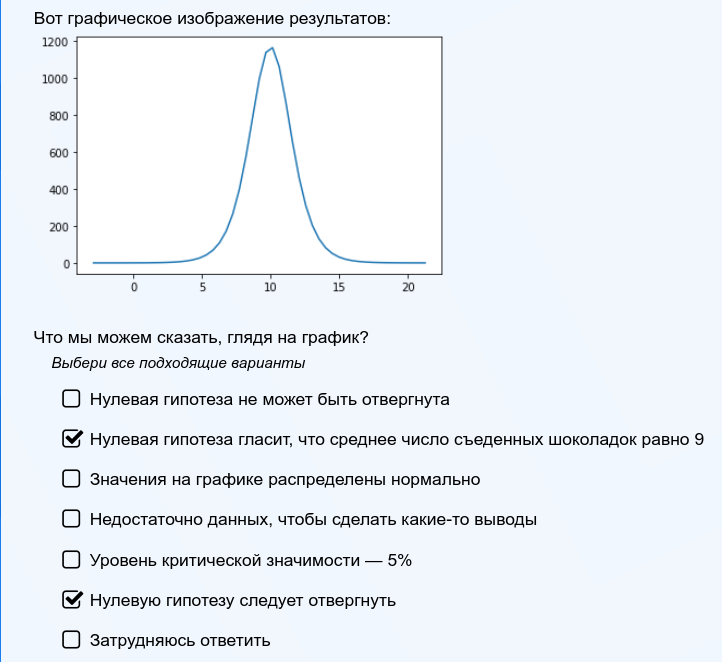 Вот графическое изображение результатов:
1200
1000
800
600
400
200
0
0 5 10 15 20
Что мы можем сказать, глядя на график?
Выбери все подходящие варианты
Нулевая гипотеза не может быть отвергнута
Нулевая гипотеза гласит, что среднее число съеденных шоколадок равно 9
Значения на графике распределены нормально
Недостаточно данных, чтобы сделать какие-то выводы
Уровень критической значимости — 5%
Нулевую гипотезу следует отвергнуть
Затрудняюсь ответить